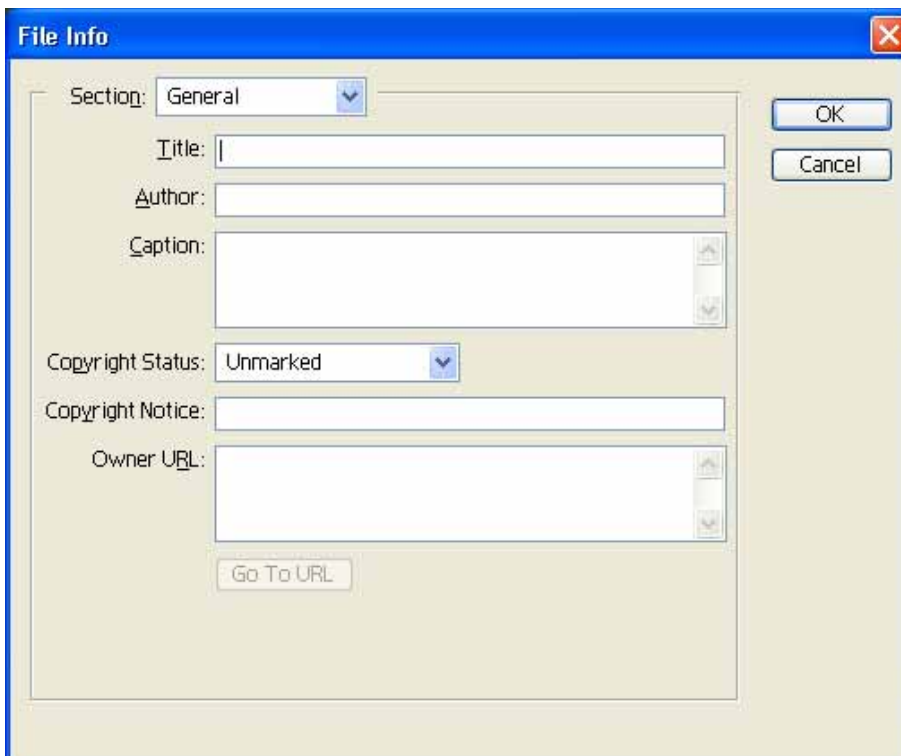 File Info
Section: General
OK
Title:
Cancel
Author:
Caption:
Copyright Status: Unmarked
Copyright Notice:
Owner URL:
Go To URL